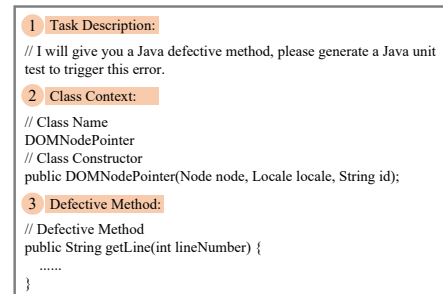 1 Task Description:
// I will give you a Java defective method, please generate a Java unit
test to trigger this error.
2 Class Context:
// Class Name
DOMNodePointer
// Class Constructor
public DOMNodePointer(Node node, Locale locale, String id);
3 Defective Method:
// Defective Method
public String getLine(int lineNumber) {
......
}